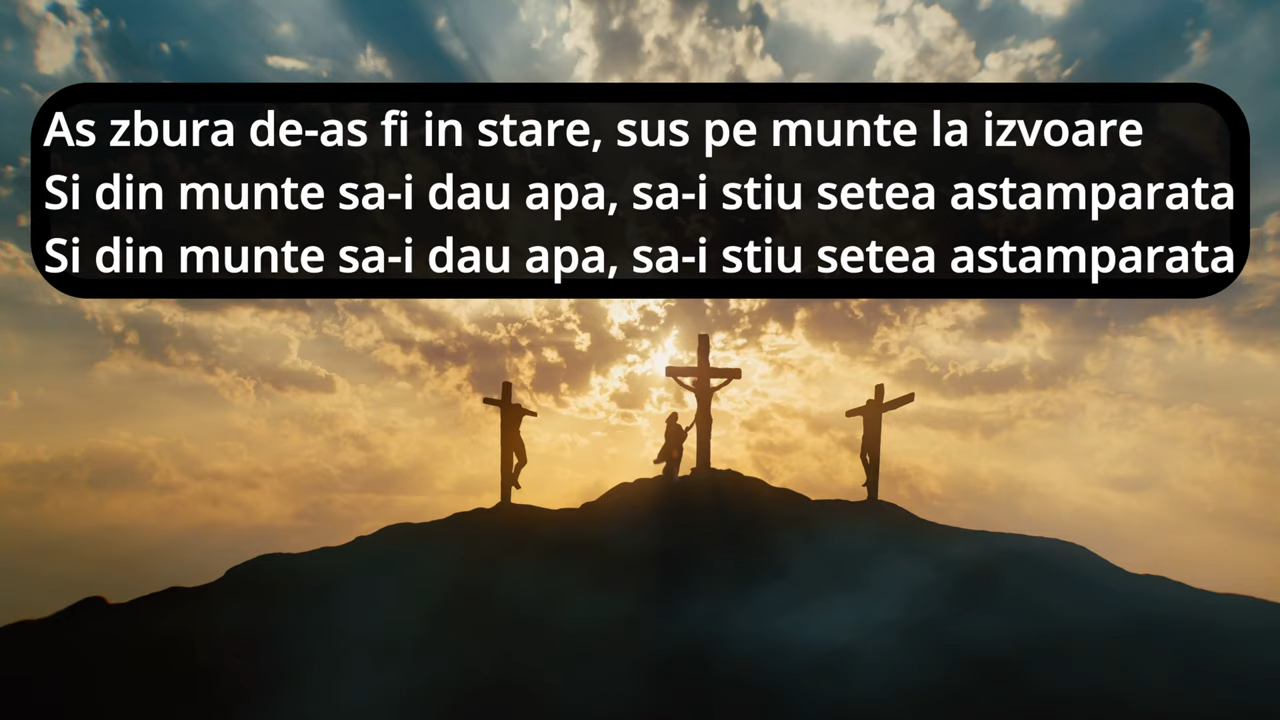 As zbura de-as fi in stare, sus pe munte la izvoare
Si din munte sa-i dau apa, sa-i stiu setea astamparata
Si din munte sa-i dau apa, sa-i stiu setea astamparata